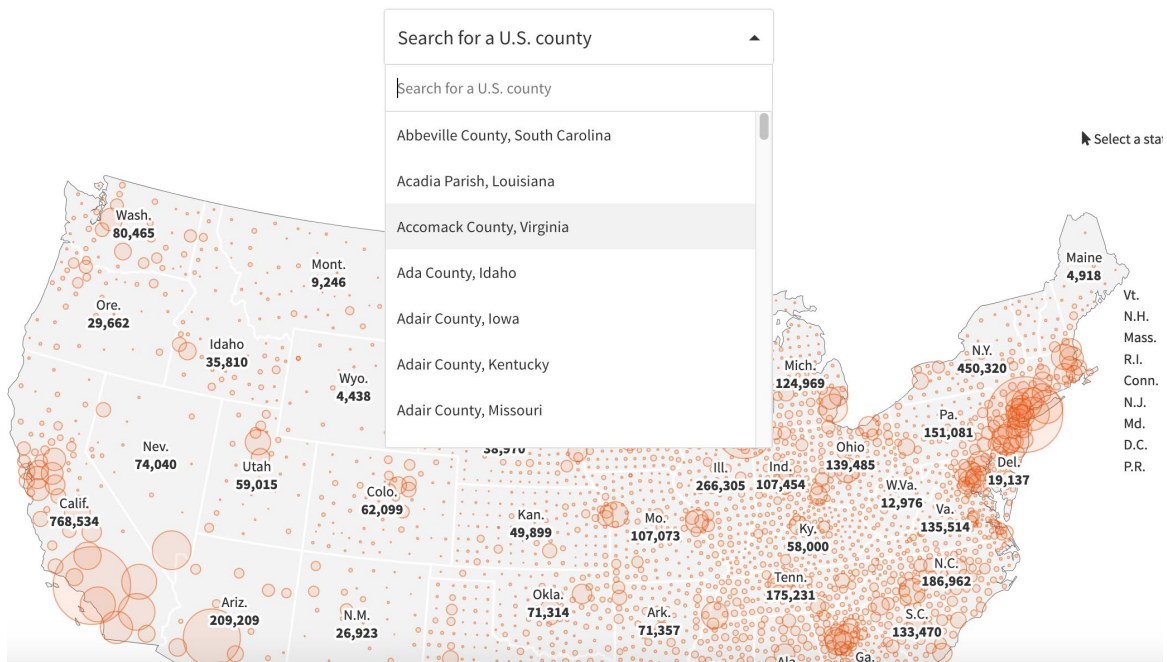 Search for a U.S. county
Search for a U.S. county
Abbeville County, South Carolina
Acadia Parish, Louisiana
Accomack County, Virginia
Ada County, Idaho
Adair County, Iowa
Adair County, Kentucky
Adair County, Missouri
Select a stat
Wash.
80,465
Mont.
9,246
Maine
4,918
Ore.
29,662
Idaho
35,810
Wyo.
4,438
Mich.
124,969
N.Y.
450,320
Vt.
N.H.
Mass.
R.I.
Conn.
N.J.
Md.
D.C.
P.R.
Nev.
74,040
Utah
59,015
Colo.
62,099
38,970
Pa.
151,081
Ohio
139,485
Ill.
266,305
Ind.
107,454
Del.
19,137
W.Va.
12,976
Va.
135,514
Calif.
768,534
Kan.
49,899
Mo.
107,073
Ky.
58,000
N.C.
186,962
Tenn.
175,231
Ariz.
209,209
N.M.
26,923
Okla.
71,314
Ark.
71,357
S.C.
133,470
Ala.
Ga.